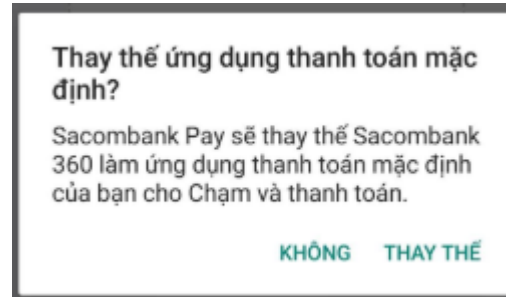 Thay thế ứng dụng thanh toán mặc
định?
Sacombank Pay sẽ thay thế Sacombank
360 làm ứng dụng thanh toán mặc định
của bạn cho Chạm và thanh toán.
KHÔNG THAY THẾ